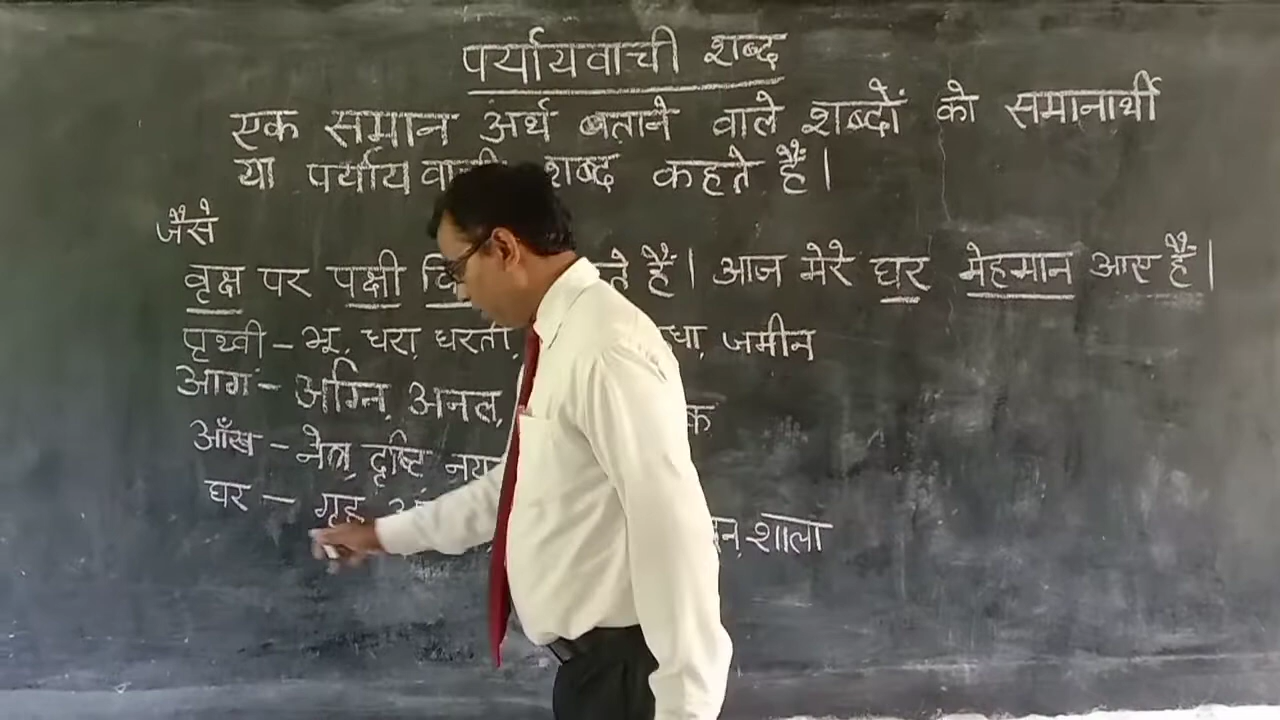 पर्यायवाची शब्द
एक समान अर्थ बताने वाले शब्दों को समानार्थी
या पर्यायवाची शब्द कहते हैं।
जैसे
वृक्ष पर पक्षी हैं। आज मेरे घर मेहमान आए हैं।
पृथ्वी - भू, धरा, धरती, जमीन
आग - अग्नि, अनल,
आँख - नेत्र, दृष्टि,
घर - गृह, शाला